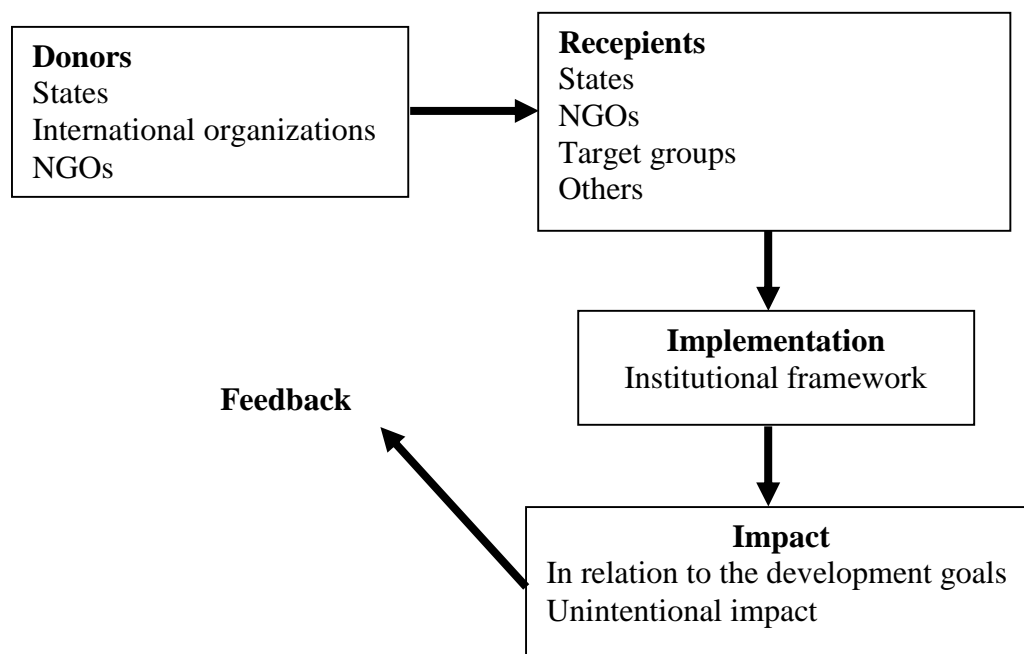 Donors
States
International organizations
NGOs
Recepients
States
NGOs
Target groups
Others
Implementation
Institutional framework
Feedback
Impact
In relation to the development goals
Unintentional impact